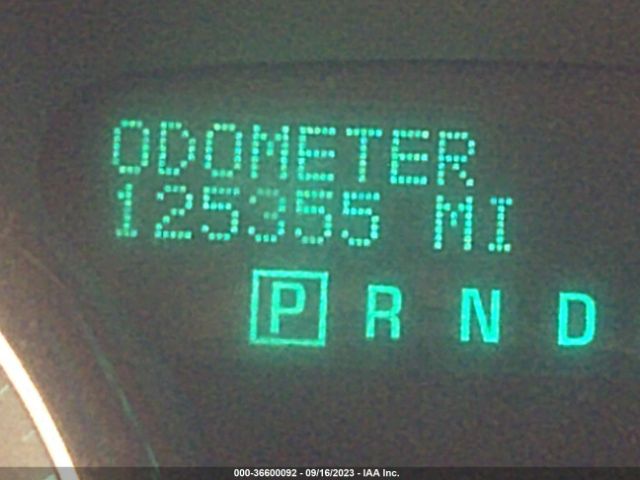 ODOMETER
125355 MI
P R N D
000-36600092 - 09/16/2023 - IAA Inc.